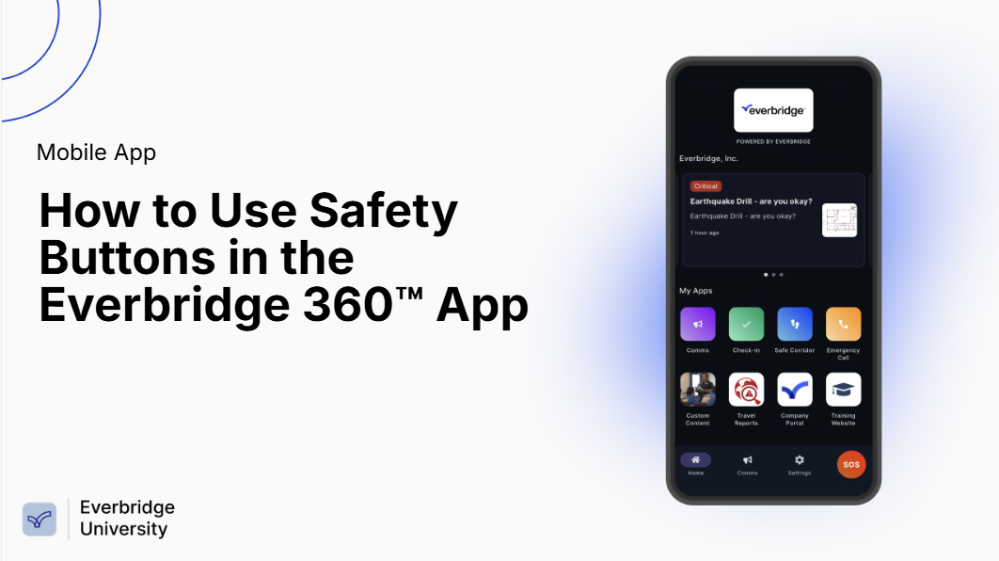 Mobile App
How to Use Safety
Buttons in the
Everbridge 360™ App
Everbridge
University
everbridge
POWERED BY EVERBRIDGE
Everbridge, Inc.
Critical
Earthquake Drill - are you okay?
Earthquake Drill - are you okay?
1 hour ago
My Apps
Comms
Check-in
Safe Corridor
Emergency
Call
Custom
Content
Travel
Reports
Company
Portal
Training
Website
Home
Comms
Settings
SOS